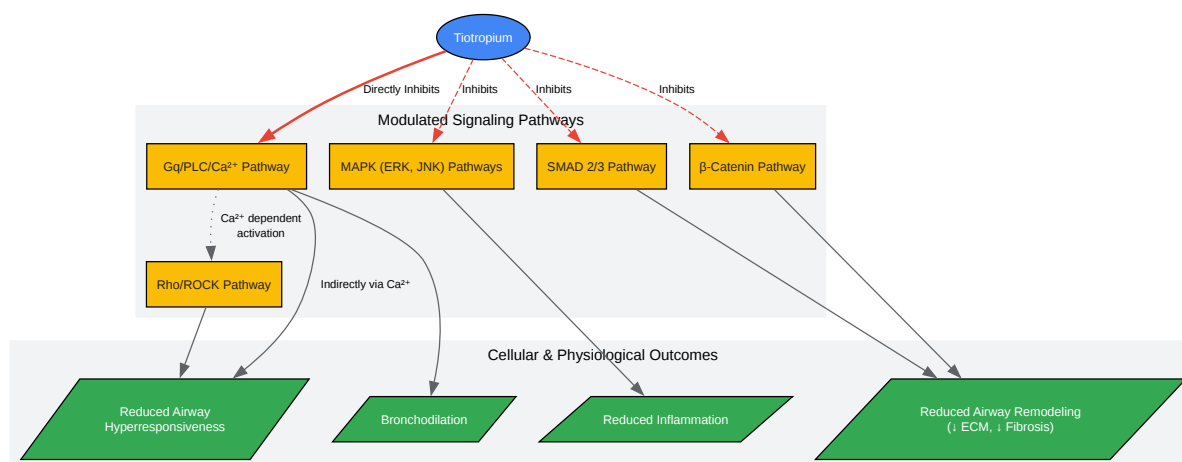 Tiotropium
Directly Inhibits
Inhibits
Inhibits
Inhibits
Modulated Signaling Pathways
Gq/PLC/Ca²⁺ Pathway
MAPK (ERK, JNK) Pathways
SMAD 2/3 Pathway
β-Catenin Pathway
Ca²⁺ dependent
activation
Rho/ROCK Pathway
Indirectly via Ca²⁺
Cellular & Physiological Outcomes
Reduced Airway
Hyperresponsiveness
Bronchodilation
Reduced Inflammation
Reduced Airway Remodeling
(↓ ECM, ↓ Fibrosis)